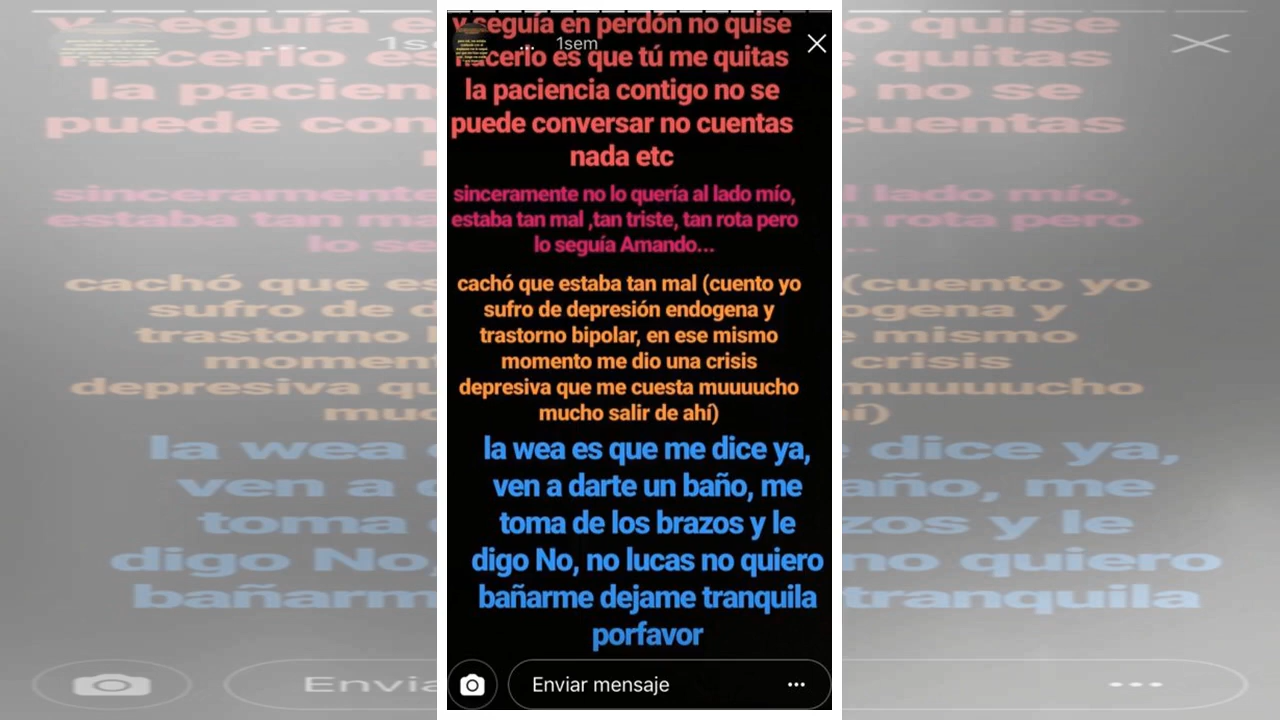 y seguía en perdón no quise
1sem
hacerlo es que tú me quitas
la paciencia contigo no se
puede conversar no cuentas
nada etc
sinceramente no lo quería al lado mío,
estaba tan mal ,tan triste, tan rota pero
lo seguía Amando...
cachó que estaba tan mal (cuento yo
sufro de depresión endogena y
trastorno bipolar, en ese mismo
momento me dio una crisis
depresiva que me cuesta muuuucho
mucho salir de ahí)
la wea es que me dice ya,
ven a darte un baño, me
toma de los brazos y le
digo No, no lucas no quiero
bañarme dejame tranquila
porfavor
Enviar mensaje